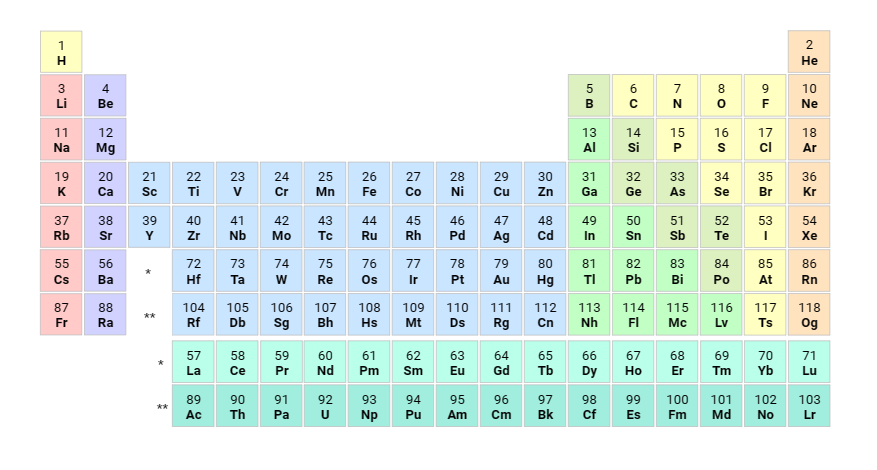 1 2
H He
3 4 5 6 7 8 9 10
Li Be B C N O F Ne
11 12 13 14 15 16 17 18
Na Mg Al Si P S Cl Ar
19 20 21 22 23 24 25 26 27 28 29 30 31 32 33 34 35 36
K Ca Sc Ti V Cr Mn Fe Co Ni Cu Zn Ga Ge As Se Br Kr
37 38 39 40 41 42 43 44 45 46 47 48 49 50 51 52 53 54
Rb Sr Y Zr Nb Mo Tc Ru Rh Pd Ag Cd In Sn Sb Te I Xe
55 56 * 72 73 74 75 76 77 78 79 80 81 82 83 84 85 86
Cs Ba Hf Ta W Re Os Ir Pt Au Hg Tl Pb Bi Po At Rn
87 88 ** 104 105 106 107 108 109 110 111 112 113 114 115 116 117 118
Fr Ra Rf Db Sg Bh Hs Mt Ds Rg Cn Nh Fl Mc Lv Ts Og
* 57 58 59 60 61 62 63 64 65 66 67 68 69 70 71
La Ce Pr Nd Pm Sm Eu Gd Tb Dy Ho Er Tm Yb Lu
** 89 90 91 92 93 94 95 96 97 98 99 100 101 102 103
Ac Th Pa U Np Pu Am Cm Bk Cf Es Fm Md No Lr